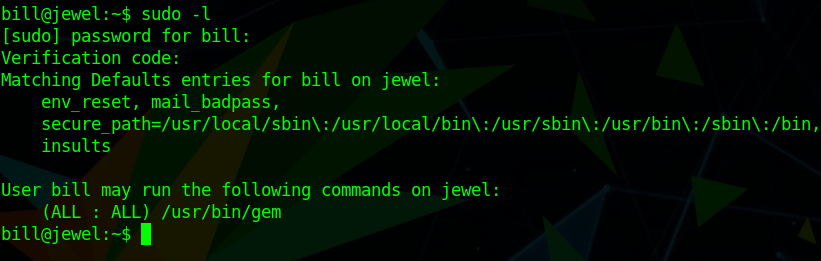 bill@jewel:~$ sudo -l
[sudo] password for bill:
Verification code:
Matching Defaults entries for bill on jewel:
    env_reset, mail_badpass,
    secure_path=/usr/local/sbin\:/usr/local/bin\:/usr/sbin\:/usr/bin\:/sbin\:/bin,
    insults

User bill may run the following commands on jewel:
    (ALL : ALL) /usr/bin/gem
bill@jewel:~$